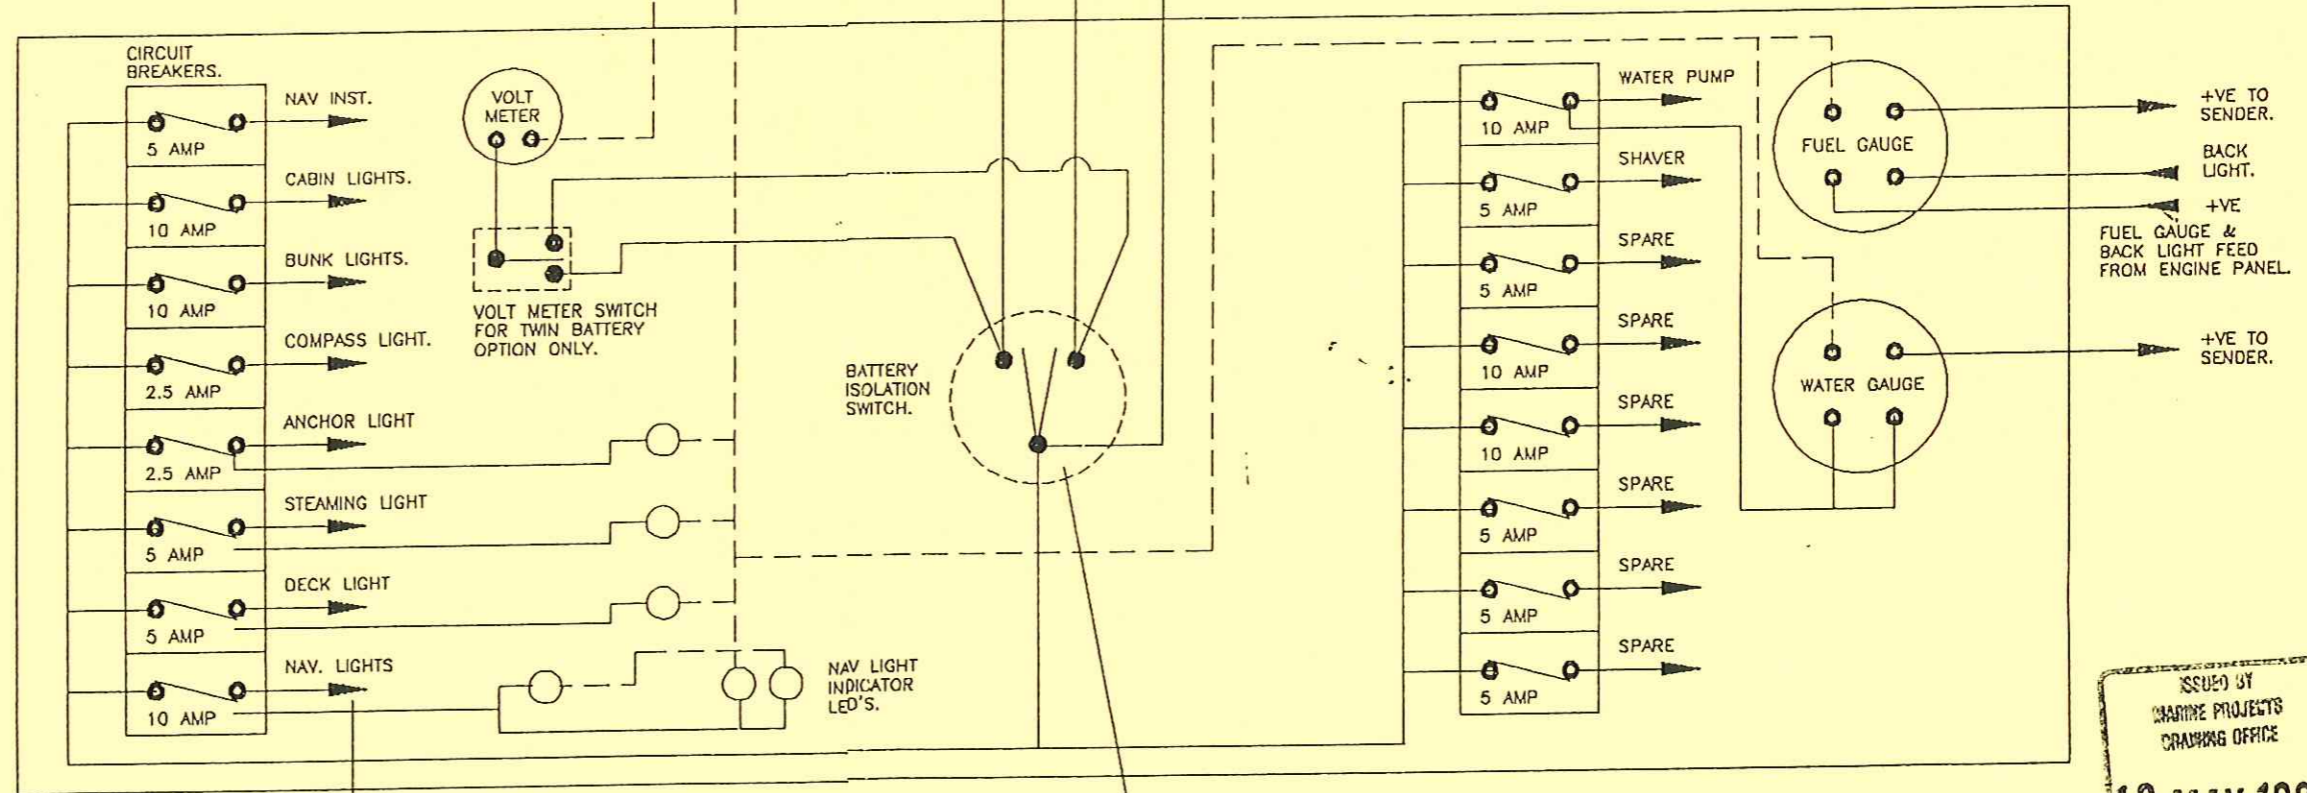 CIRCUIT
BREAKERS.
NAV INST.
5 AMP
CABIN LIGHTS.
10 AMP
BUNK LIGHTS.
10 AMP
COMPASS LIGHT.
2.5 AMP
ANCHOR LIGHT
2.5 AMP
STEAMING LIGHT
5 AMP
DECK LIGHT
5 AMP
NAV. LIGHTS
10 AMP
VOLT
METER
VOLT METER SWITCH
FOR TWIN BATTERY
OPTION ONLY.
NAV LIGHT
INDICATOR
LED'S.
BATTERY
ISOLATION
SWITCH.
WATER PUMP
10 AMP
SHAVER
5 AMP
SPARE
5 AMP
SPARE
10 AMP
SPARE
10 AMP
SPARE
5 AMP
SPARE
5 AMP
SPARE
5 AMP
FUEL GAUGE
+VE TO
SENDER.
BACK
LIGHT.
+VE
FUEL GAUGE &
BACK LIGHT FEED
FROM ENGINE PANEL.
WATER GAUGE
+VE TO
SENDER.
ISSUED BY
MARINE PROJECTS
DRAWING OFFICE
MAY